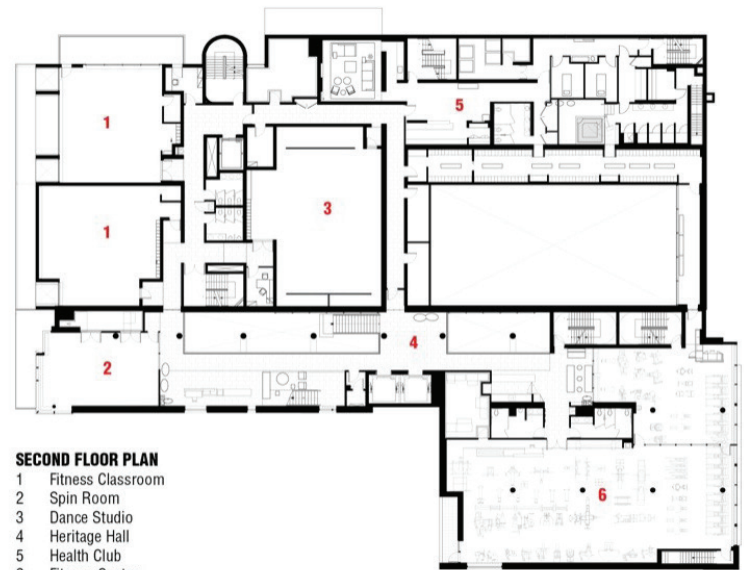 1
5
1
3
4
2
6
SECOND FLOOR PLAN
1 Fitness Classroom
2 Spin Room
3 Dance Studio
4 Heritage Hall
5 Health Club